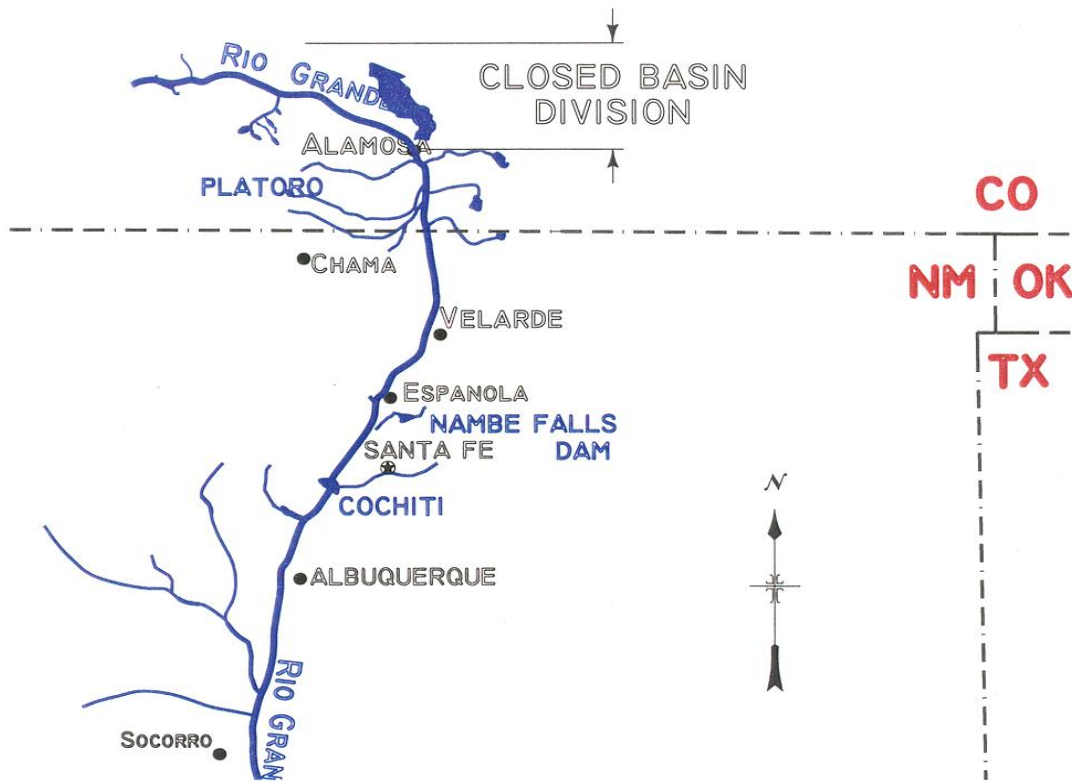 RIO GRANDE
CLOSED BASIN
DIVISION
ALAMOSA
PLATORO
CO
CHAMA
NM
OK
VELARDE
TX
ESPANOLA
NAMBE FALLS
DAM
SANTA FE
N
COCHITI
ALBUQUERQUE
RIO GRAN
SOCORRO